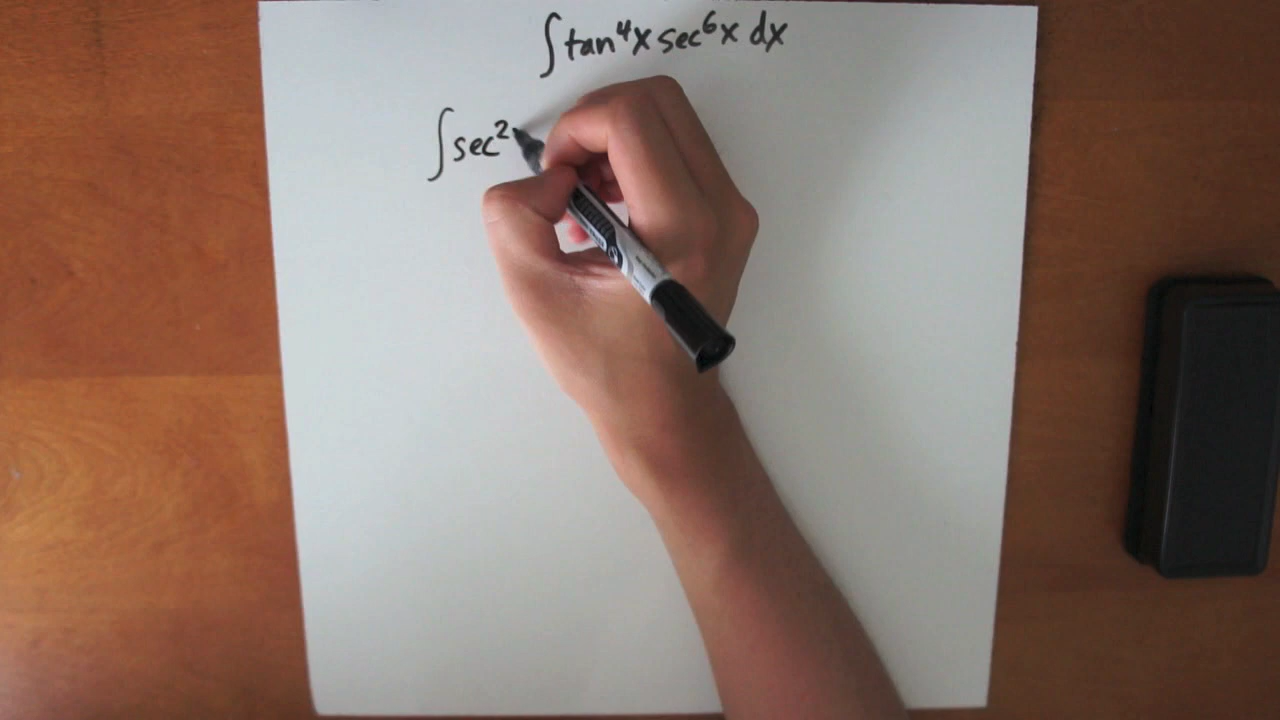 ∫tan⁴x sec⁶x dx
∫sec²